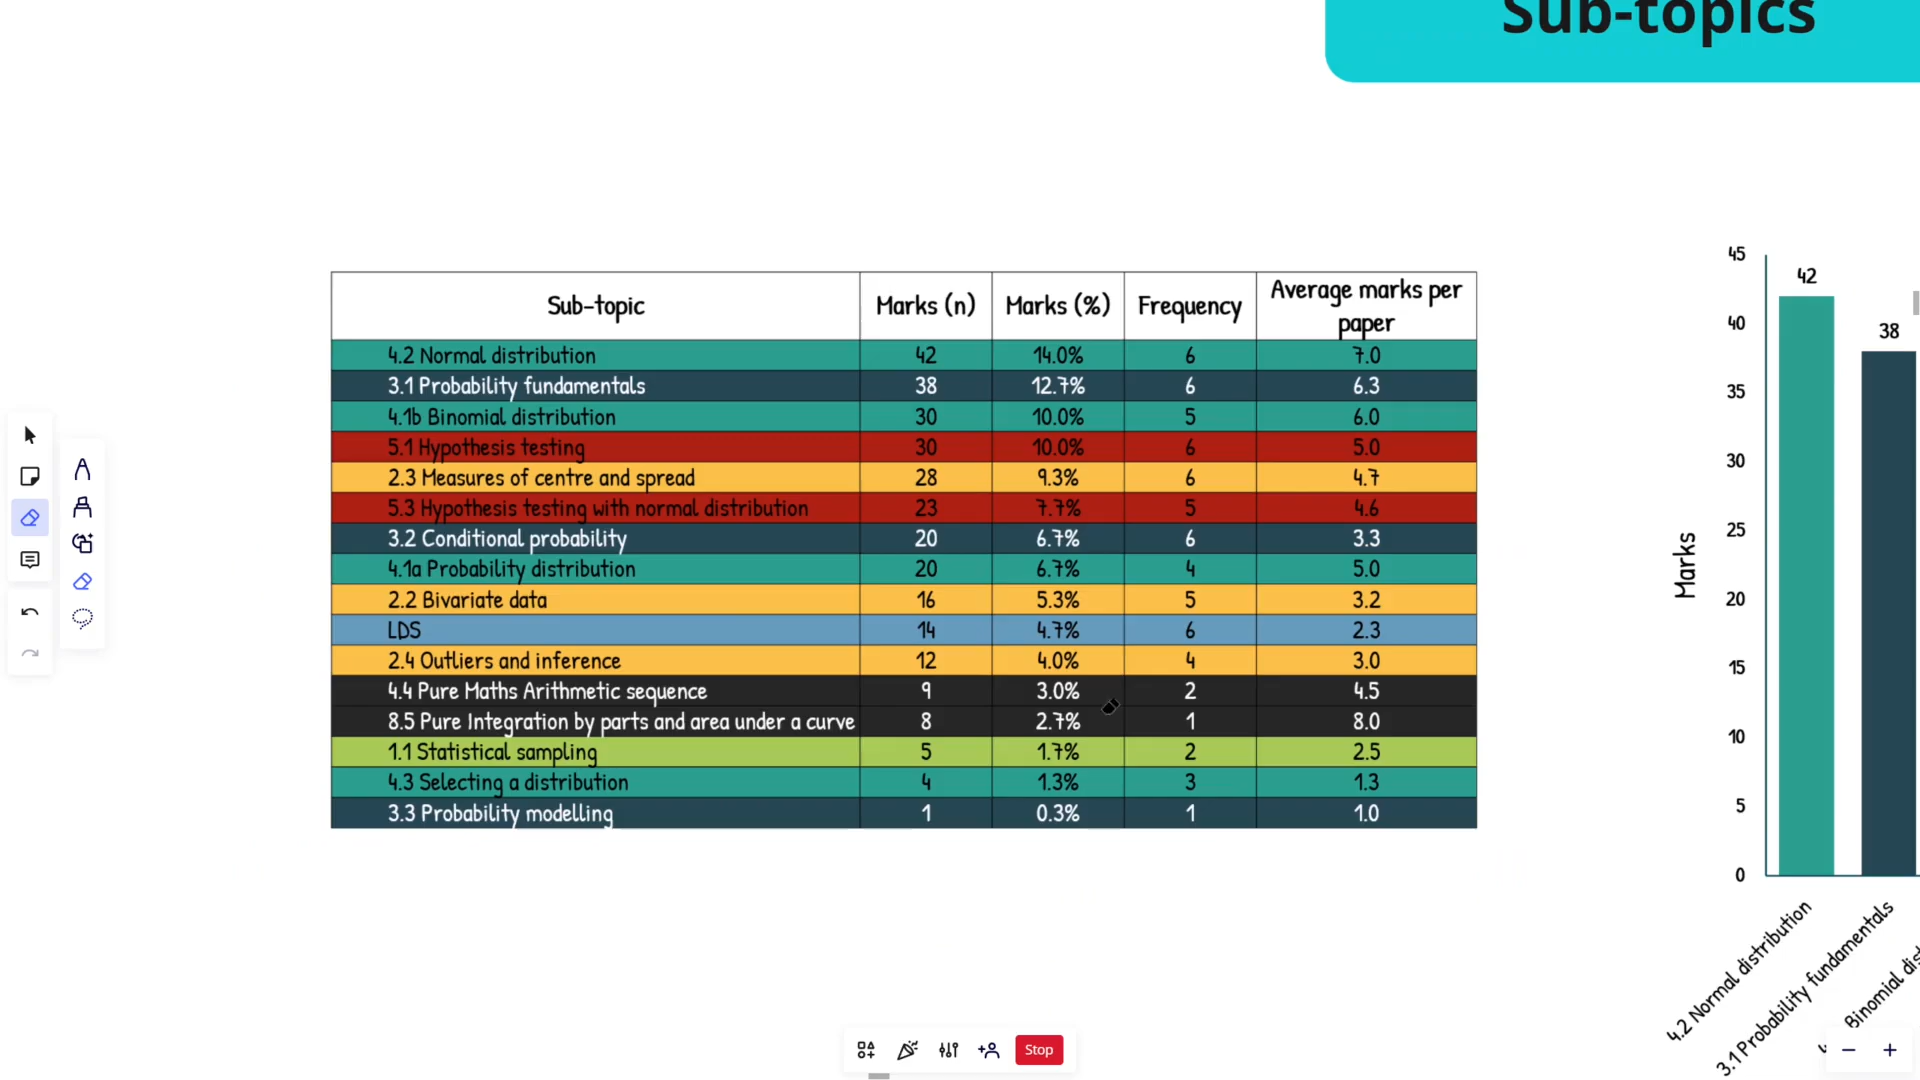 Sub-topics
Sub-topic Marks (n) Marks (%) Frequency Average marks per paper
4.2 Normal distribution 42 14.0% 6 7.0
3.1 Probability fundamentals 38 12.7% 6 6.3
4.1b Binomial distribution 30 10.0% 5 6.0
5.1 Hypothesis testing 30 10.0% 6 5.0
2.3 Measures of centre and spread 28 9.3% 6 4.7
5.3 Hypothesis testing with normal distribution 23 7.7% 5 4.6
3.2 Conditional probability 20 6.7% 6 3.3
4.1a Probability distribution 20 6.7% 4 5.0
2.2 Bivariate data 16 5.3% 5 3.2
LDS 14 4.7% 6 2.3
2.4 Outliers and inference 12 4.0% 4 3.0
4.4 Pure Maths Arithmetic sequence 9 3.0% 2 4.5
8.5 Pure Integration by parts and area under a curve 8 2.7% 1 8.0
1.1 Statistical sampling 5 1.7% 2 2.5
4.3 Selecting a distribution 4 1.3% 3 1.3
3.3 Probability modelling 1 0.3% 1 1.0
Marks
45
40
35
30
25
20
15
10
5
0
42
38
4.2 Normal distribution
3.1 Probability fundamentals
Binomial
Stop